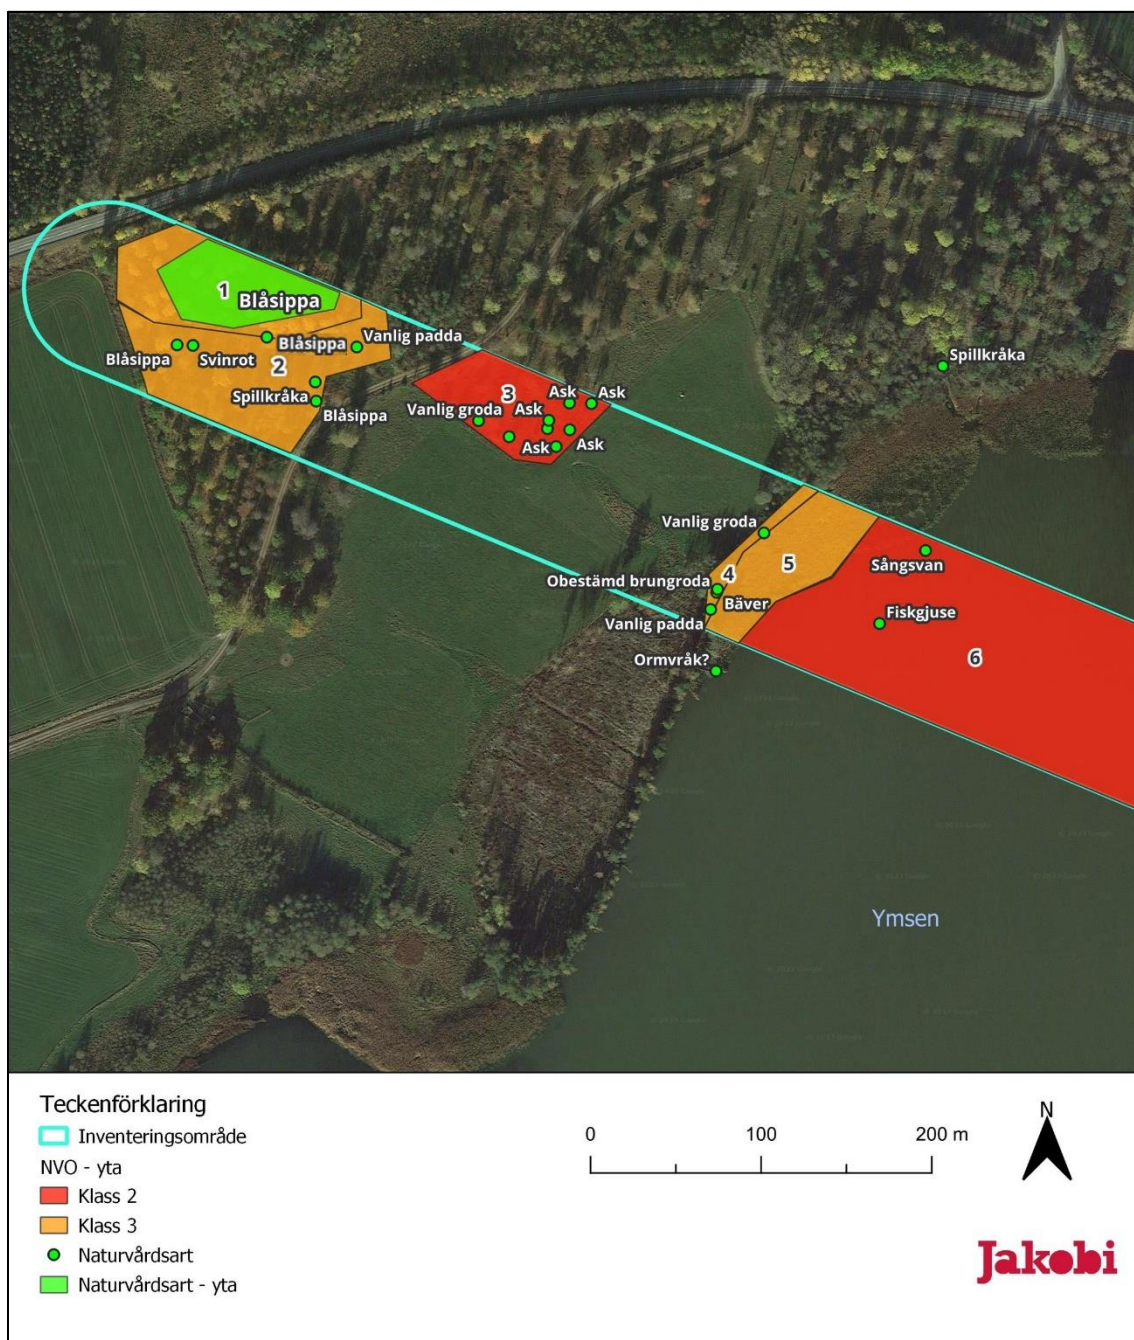 1
Blåsippa
Blåsippa
Vanlig padda
Blåsippa
Svinrot
2
Spillkråka
Blåsippa
Spillkråka
3
Ask
Ask
Vanlig groda
Ask
Ask
Ask
Vanlig groda
5
4
Obestämd brungroda
Bäver
Vanlig padda
Sångsvan
Fiskgjuse
6
Ormvråk?
Ymsen
Teckenförklaring
Inventeringsområde
NVO - yta
Klass 2
Klass 3
Naturvårdsart
Naturvårdsart - yta
0 100 200 m
N
Jakobi